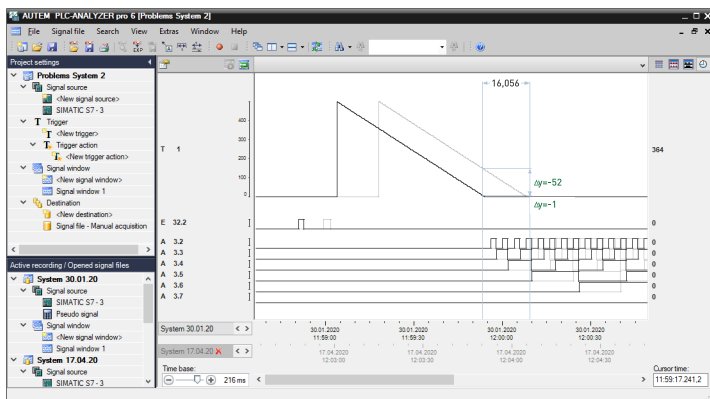 AUTEM PLC-ANALYZER pro 6 [Problems System 2]
File Signal file Search View Extras Window Help
Project settings
Problems System 2
Signal source
<New signal source>
SIMATIC S7 - 3
Trigger
<New trigger>
Trigger action
<New trigger action>
Signal window
<New signal window>
Signal window 1
Destination
<New destination>
Signal file - Manual acquisition
Active recording / Opened signal files
System 30.01.20
Signal source
SIMATIC S7 - 3
Pseudo signal
Signal window
<New signal window>
Signal window 1
System 17.04.20
Signal source
SIMATIC S7 - 3
16,056
400
300
200
100
0
T 1
364
Δy=-52
Δy=-1
E 32.2 0
A 3.2 0
A 3.3 0
A 3.4 0
A 3.5 0
A 3.6 0
A 3.7 0
System 30.01.20
30.01.2020 30.01.2020 30.01.2020 30.01.2020
11:59:00 11:59:30 12:00:00 12:00:30
System 17.04.20
17.04.2020 17.04.2020 17.04.2020 17.04.2020
12:03:00 12:03:30 12:04:00 12:04:30
Time base:
216 ms
Cursor time:
11:59:17.241,2